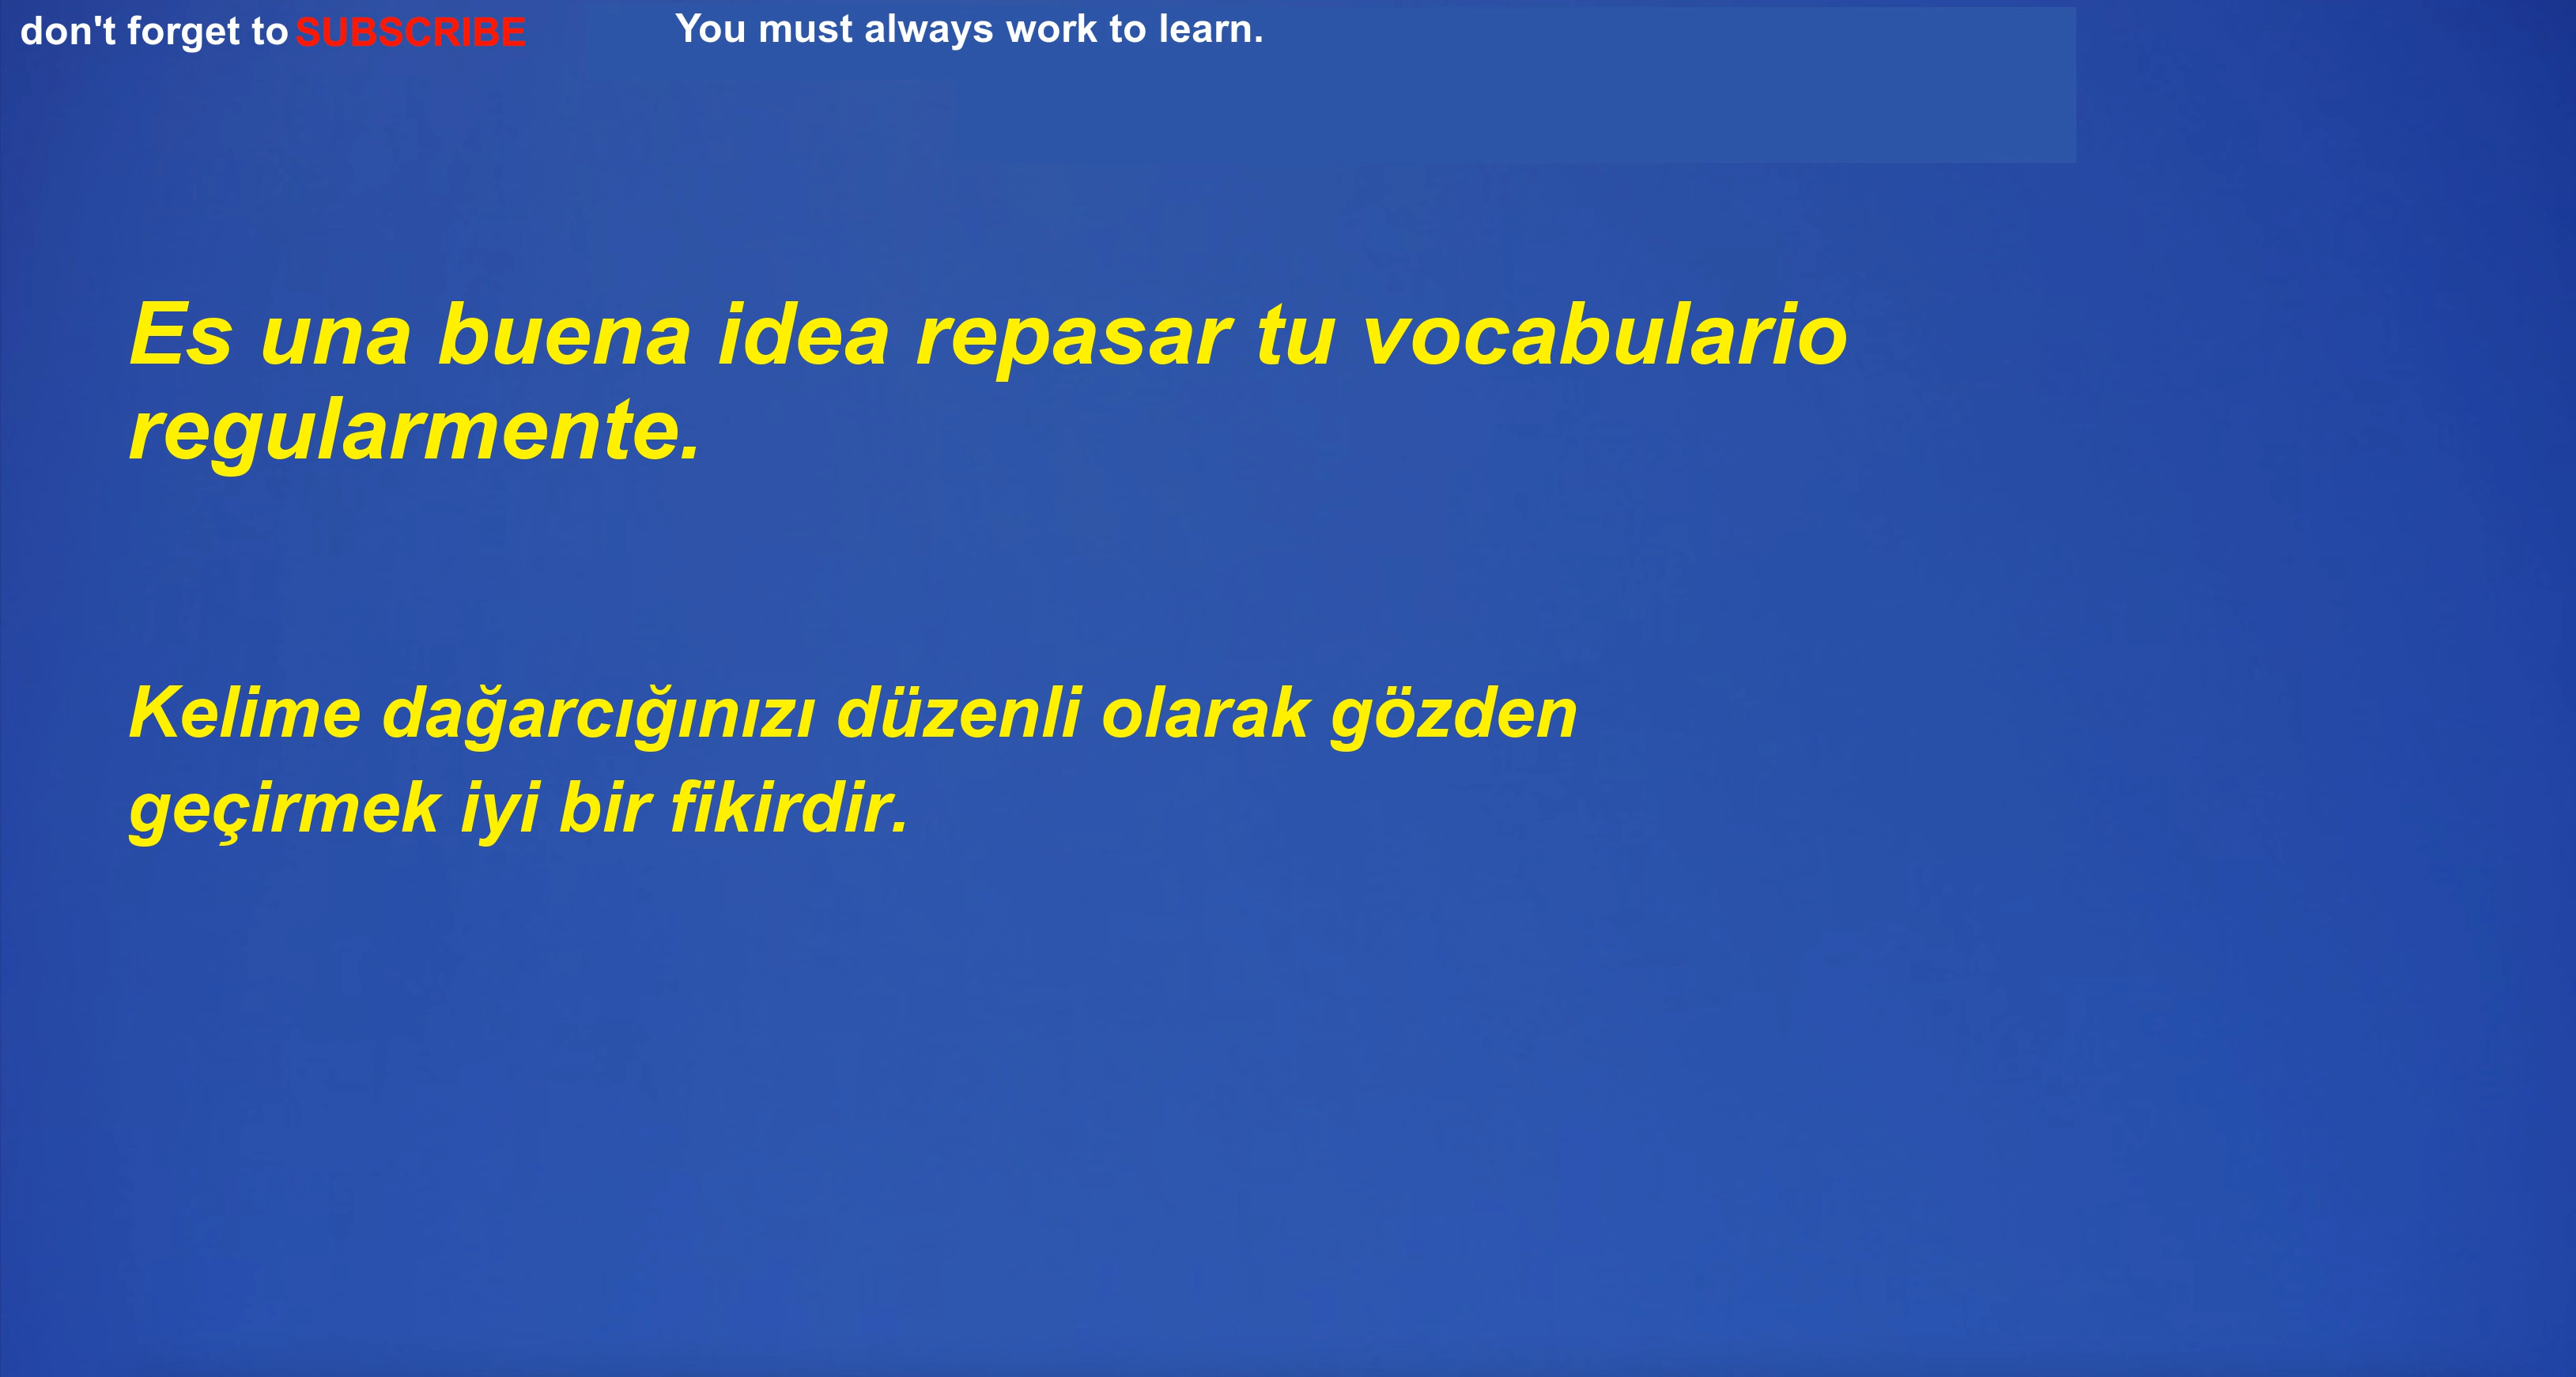 don't forget to SUBSCRIBE
You must always work to learn.
Es una buena idea repasar tu vocabulario
regularmente.
Kelime dağarcığınızı düzenli olarak gözden
geçirmek iyi bir fikirdir.